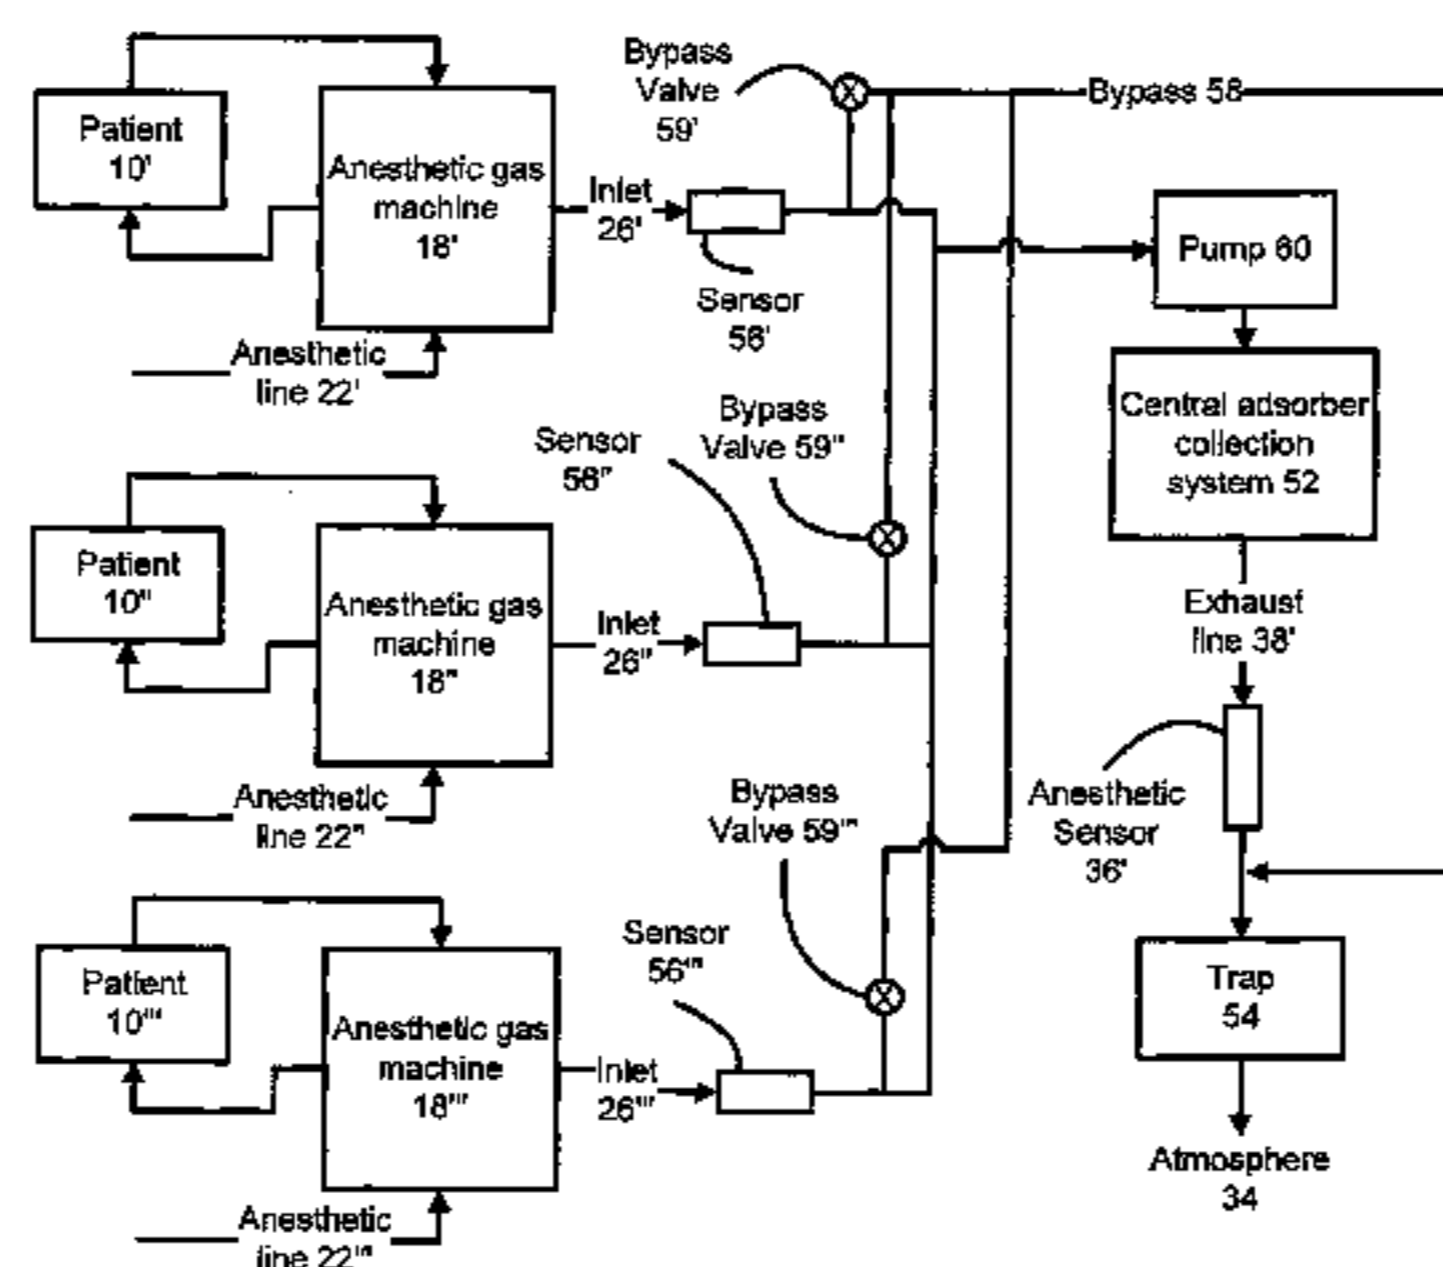 Patient
10'
Anesthetic gas
machine
18'
Anesthetic
line 22'
Inlet
26'
Bypass
Valve
59'
Sensor
56'
Bypass 58
Pump 60
Central adsorber
collection
system 52
Exhaust
line 38'
Anesthetic
Sensor
36'
Trap
54
Atmosphere
34
Patient
10"
Anesthetic gas
machine
18"
Anesthetic
line 22"
Inlet
26"
Sensor
56"
Bypass
Valve 59"
Patient
10'"
Anesthetic gas
machine
18'"
Anesthetic
line 22'"
Inlet
26'"
Sensor
56'"
Bypass
Valve 59'"